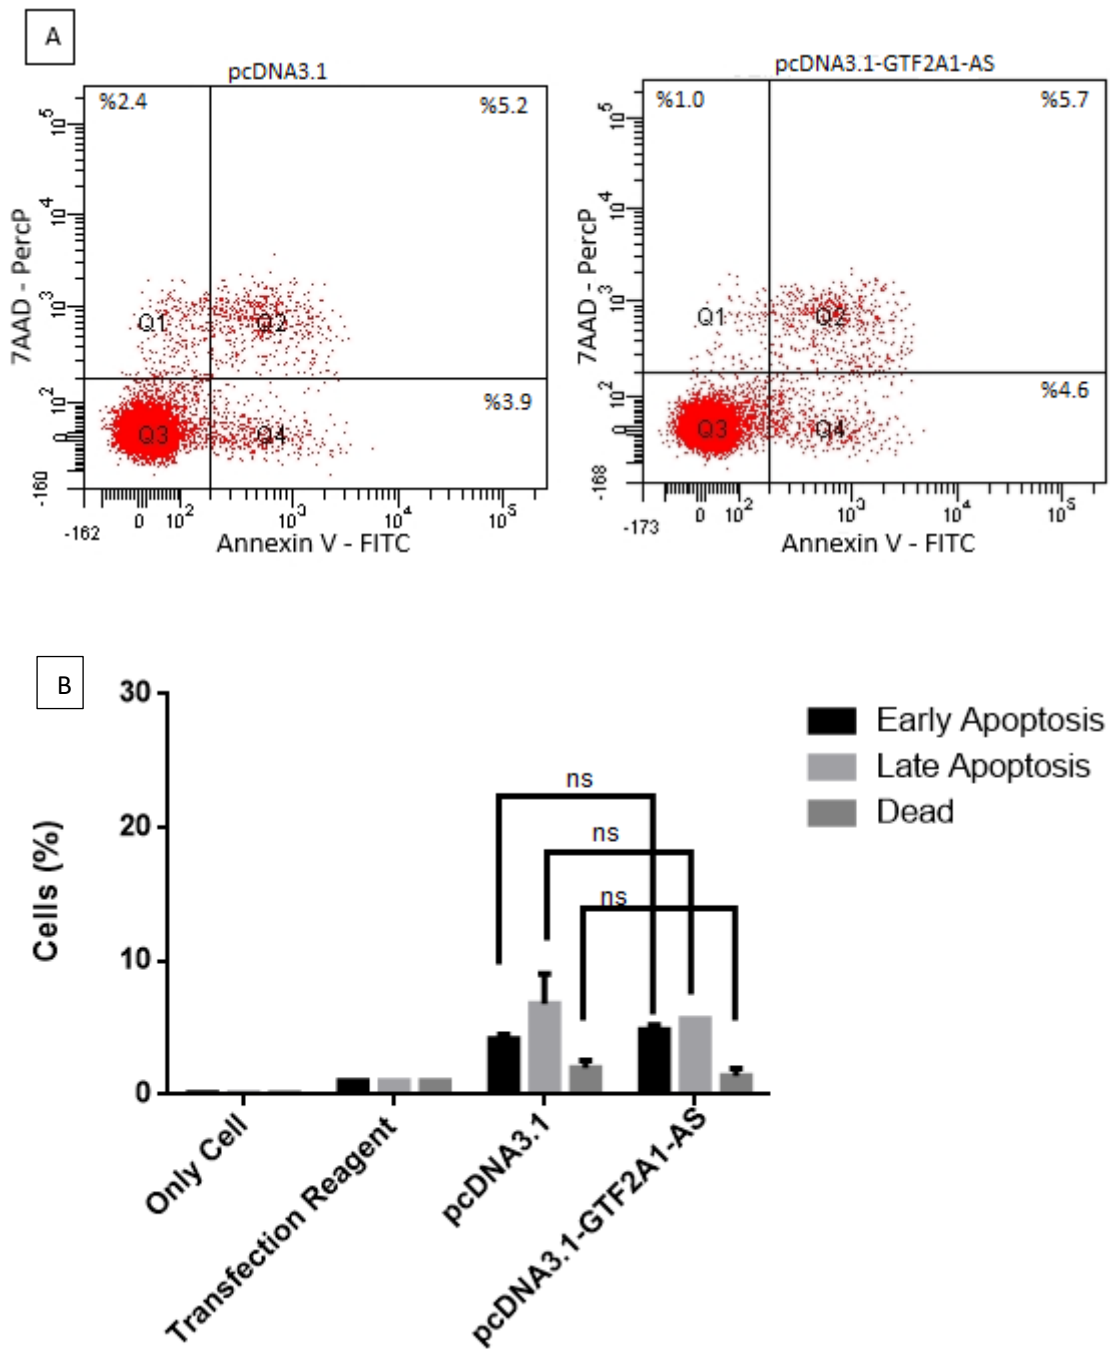 A
pcDNA3.1
%2.4
%5.2
Q1
Q2
%3.9
Q3
Q4
7AAD - PercP
10^5
10^4
10^3
10^2
0
-160
-162
0 10^2 10^3 10^4 10^5
Annexin V - FITC
pcDNA3.1-GTF2A1-AS
%1.0
%5.7
Q1
Q2
%4.6
Q3
Q4
7AAD - PercP
10^5
10^4
10^3
10^2
0
-168
-173
0 10^2 10^3 10^4 10^5
Annexin V - FITC
B
Cells (%)
30
20
10
0
ns
ns
ns
Early Apoptosis
Late Apoptosis
Dead
Only Cell
Transfection Reagent
pcDNA3.1
pcDNA3.1-GTF2A1-AS